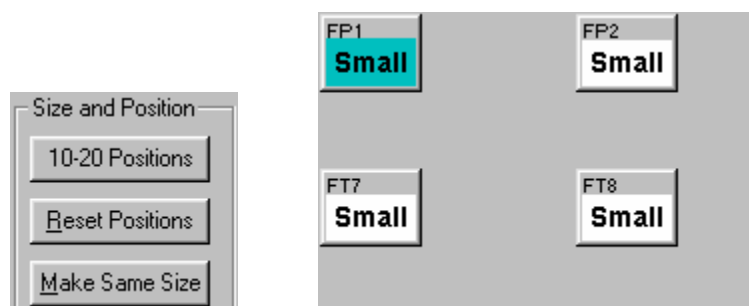 Size and Position
10-20 Positions
Reset Positions
Make Same Size
FP1
Small
FP2
Small
FT7
Small
FT8
Small